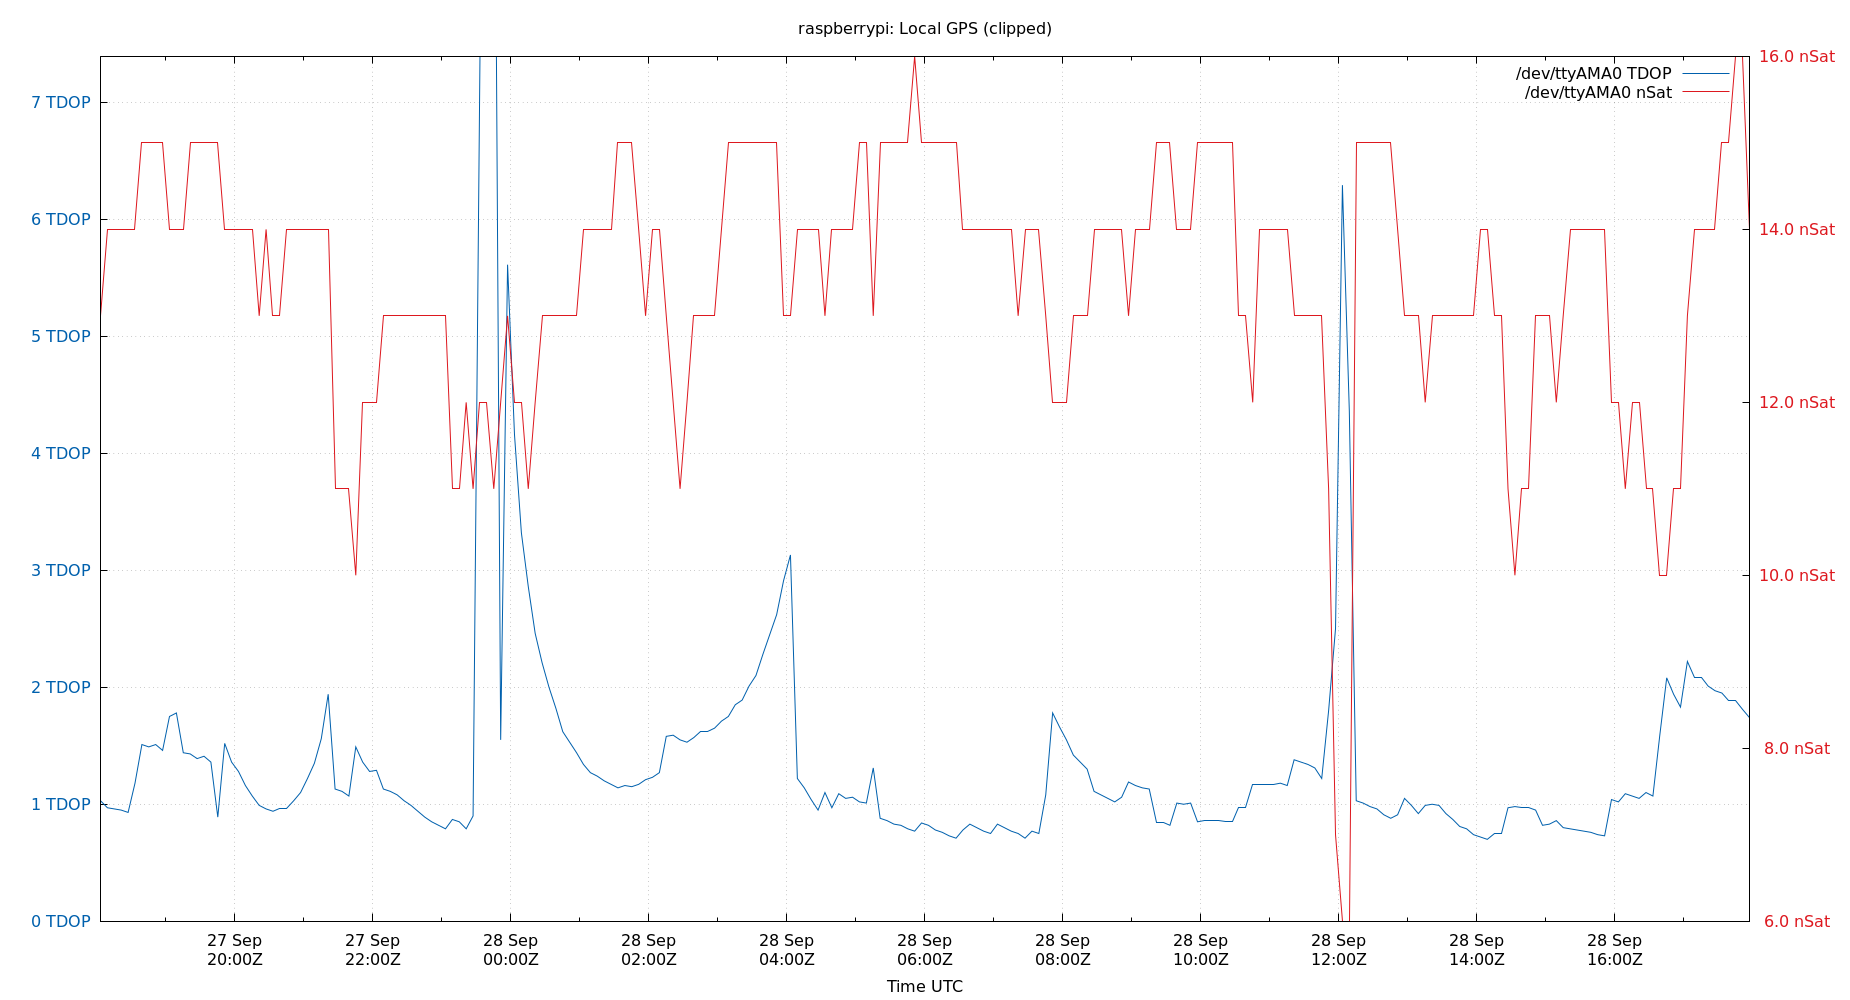 raspberrypi: Local GPS (clipped)
/dev/ttyAMA0 TDOP
/dev/ttyAMA0 nSat
7 TDOP
6 TDOP
5 TDOP
4 TDOP
3 TDOP
2 TDOP
1 TDOP
0 TDOP
16.0 nSat
14.0 nSat
12.0 nSat
10.0 nSat
8.0 nSat
6.0 nSat
27 Sep 27 Sep 28 Sep 28 Sep 28 Sep 28 Sep 28 Sep 28 Sep 28 Sep 28 Sep 28 Sep
20:00Z 22:00Z 00:00Z 02:00Z 04:00Z 06:00Z 08:00Z 10:00Z 12:00Z 14:00Z 16:00Z
Time UTC